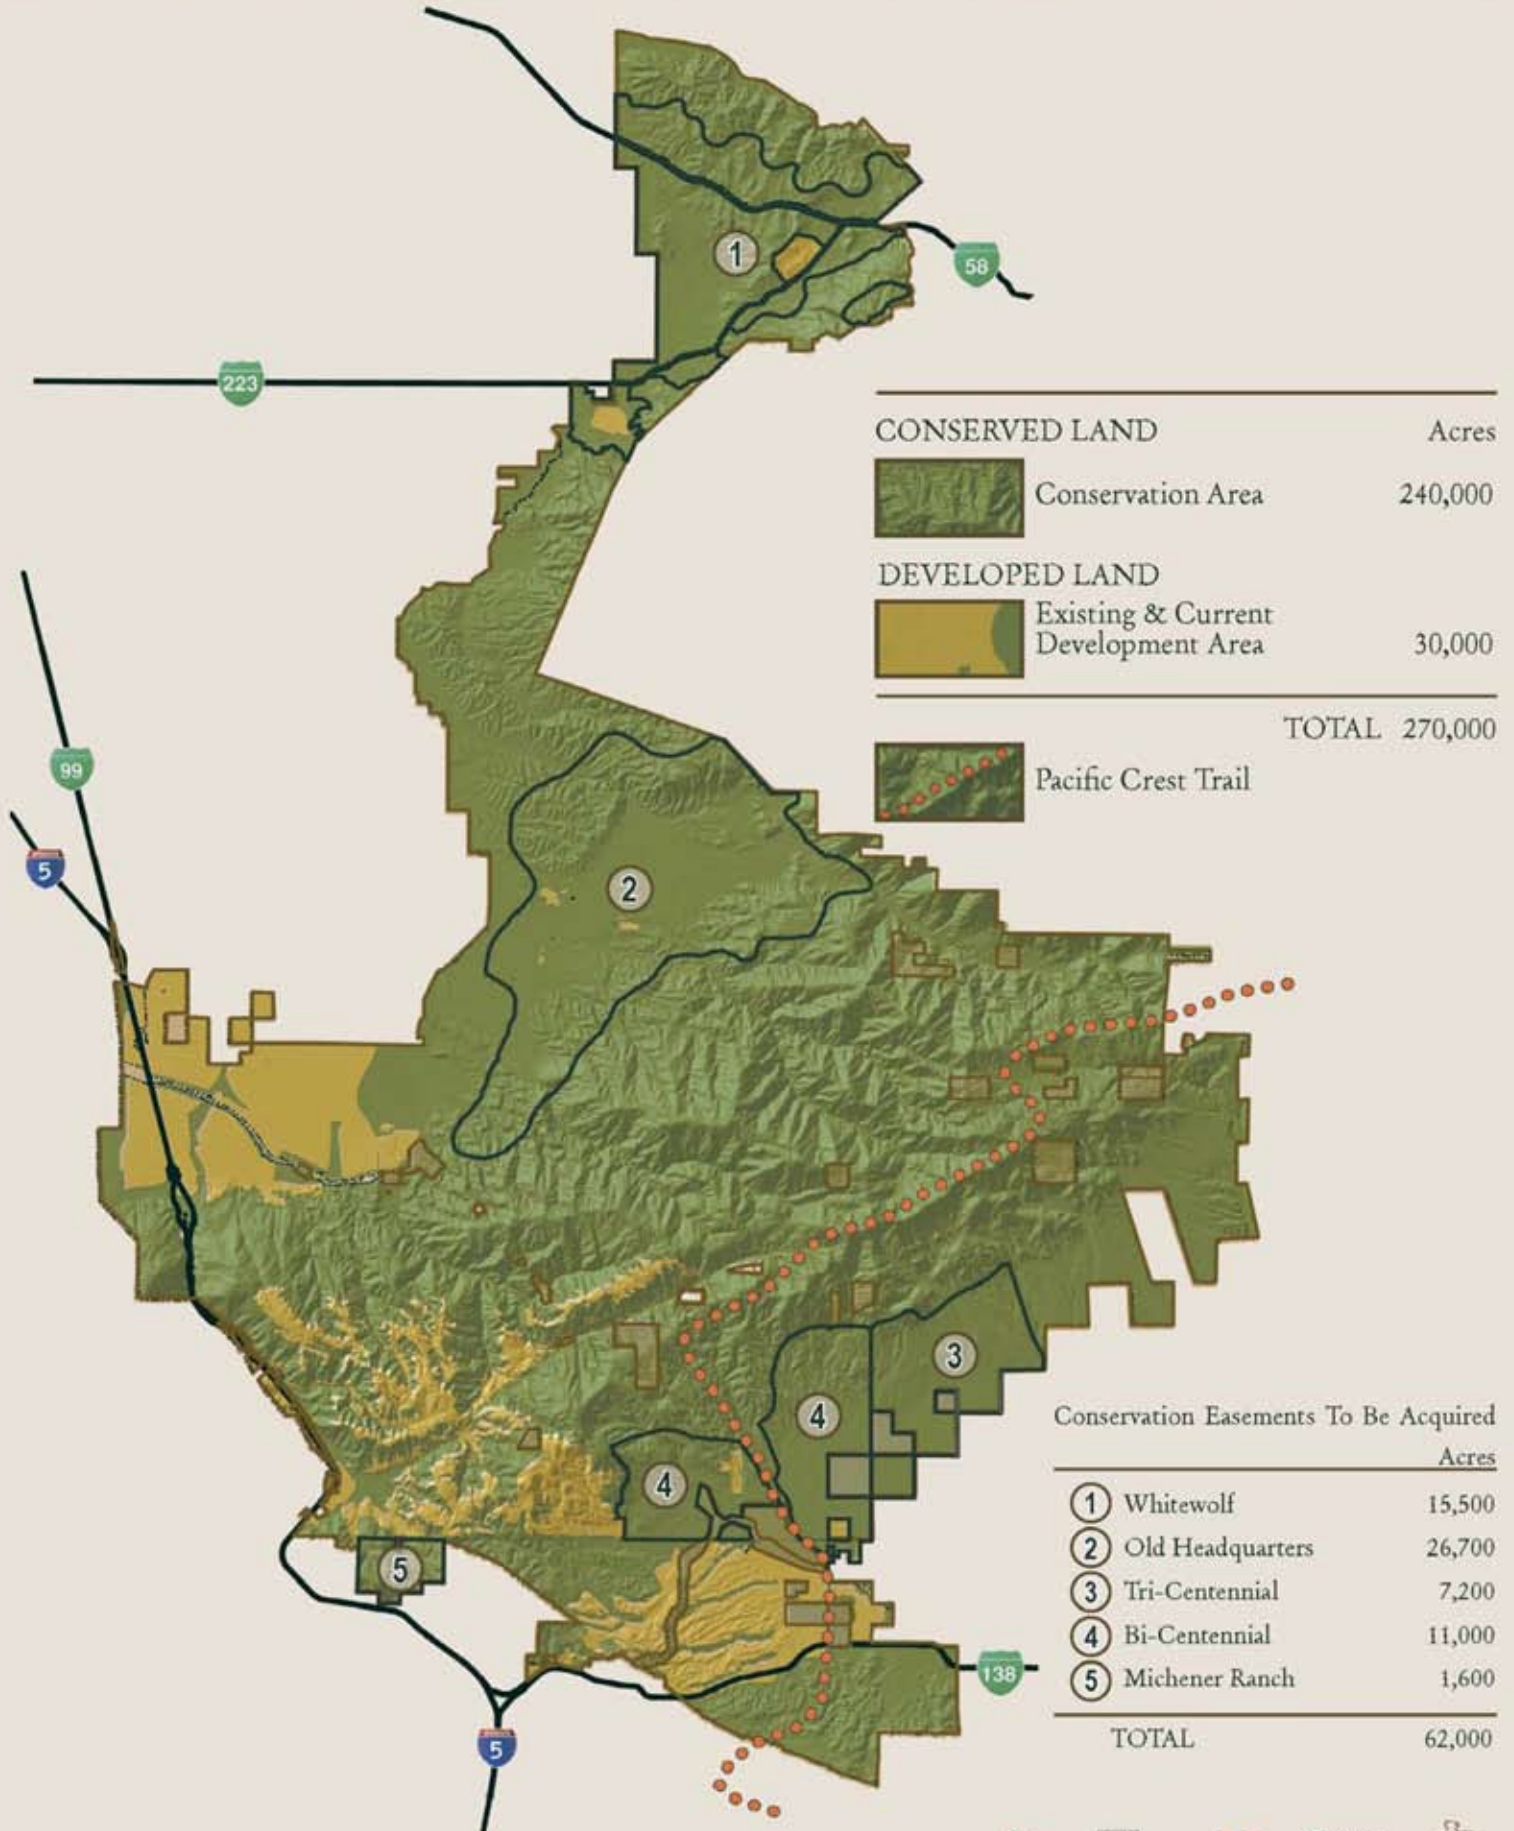 58
1
223
CONSERVED LAND Acres
Conservation Area 240,000
DEVELOPED LAND
Existing & Current
Development Area 30,000
TOTAL 270,000
Pacific Crest Trail
99
5
2
3
4
4
5
138
5
Conservation Easements To Be Acquired
Acres
1 Whitewolf 15,500
2 Old Headquarters 26,700
3 Tri-Centennial 7,200
4 Bi-Centennial 11,000
5 Michener Ranch 1,600
TOTAL 62,000